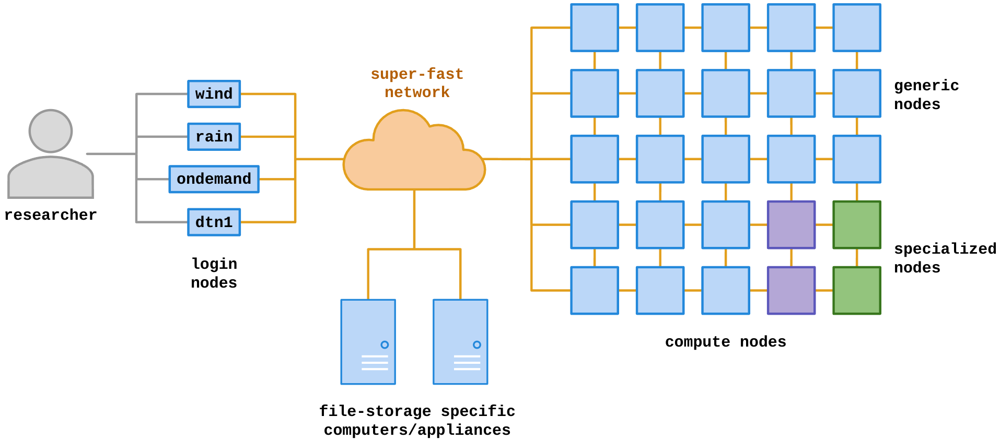 researcher
wind
rain
ondemand
dtn1
login
nodes
super-fast
network
file-storage specific
computers/appliances
generic
nodes
specialized
nodes
compute nodes